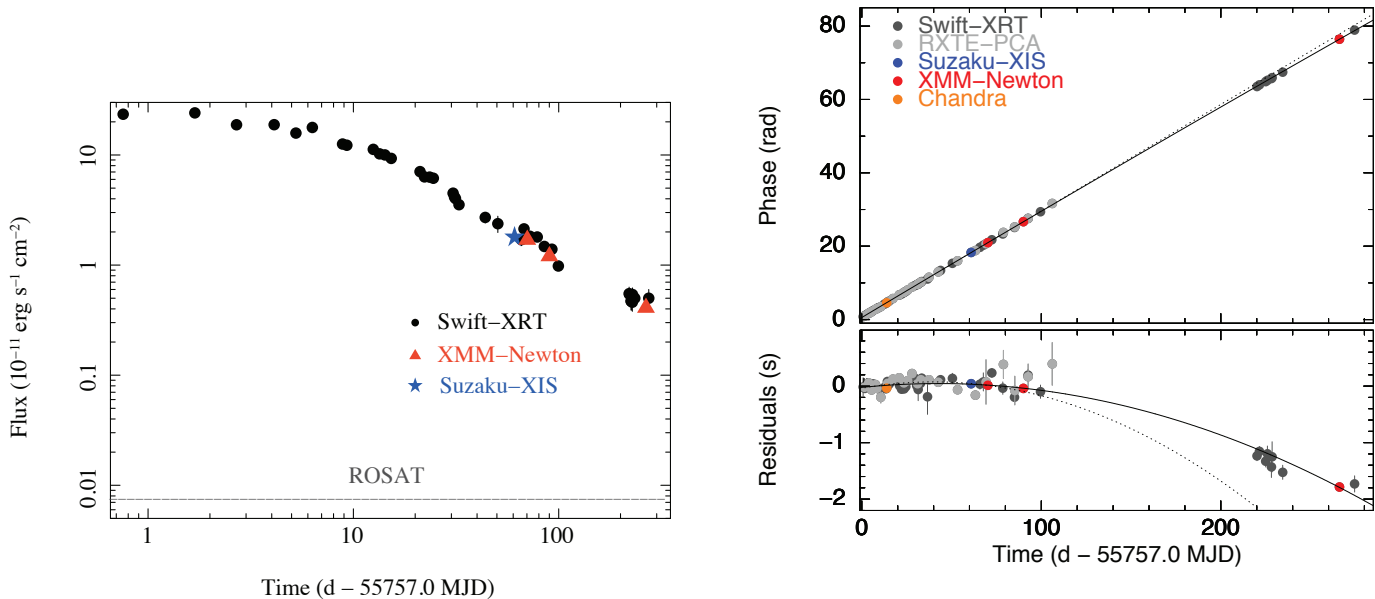 Flux (10⁻¹¹ erg s⁻¹ cm⁻²)
10
1
0.1
0.01
Swift−XRT
XMM−Newton
Suzaku−XIS
ROSAT
1
10
100
Time (d − 55757.0 MJD)
Phase (rad)
80
60
40
20
0
Swift−XRT
RXTE−PCA
Suzaku−XIS
XMM−Newton
Chandra
Residuals (s)
0
−1
−2
0
100
200
Time (d − 55757.0 MJD)